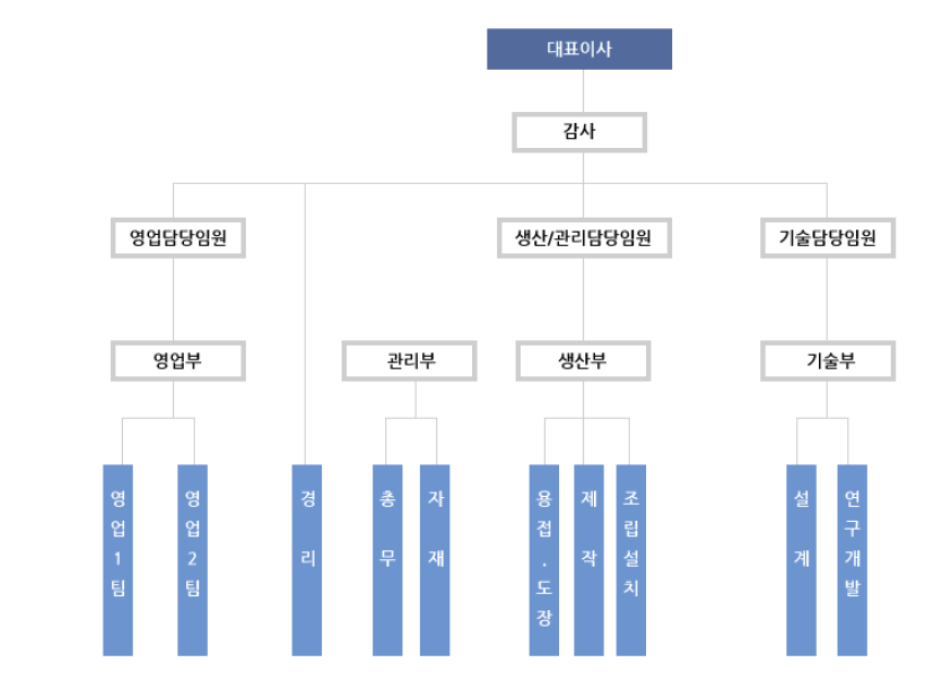 대표이사
감사
영업담당임원
생산/관리담당임원
기술담당임원
영업부
관리부
생산부
기술부
영업1팀
영업2팀
경리
총무
자재
용접.도장
제작
조립설치
설계
연구개발